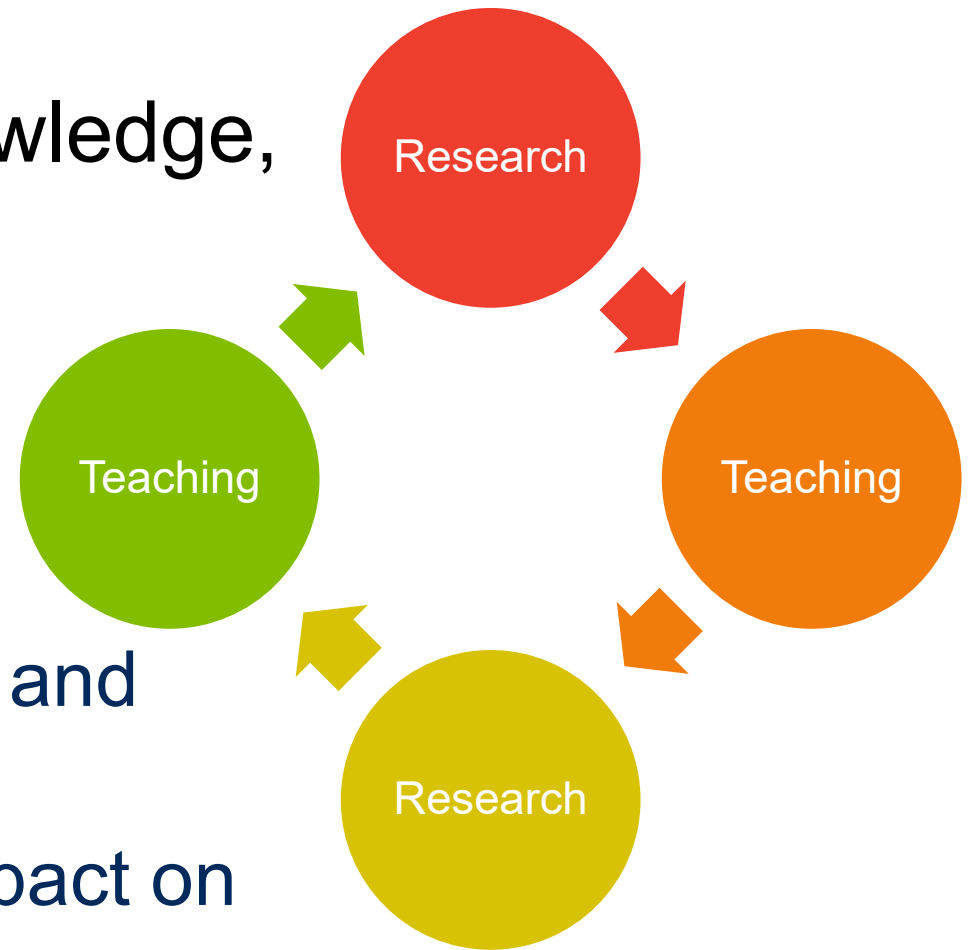 wledge,
Research
Teaching
Teaching
and
Research
pact on